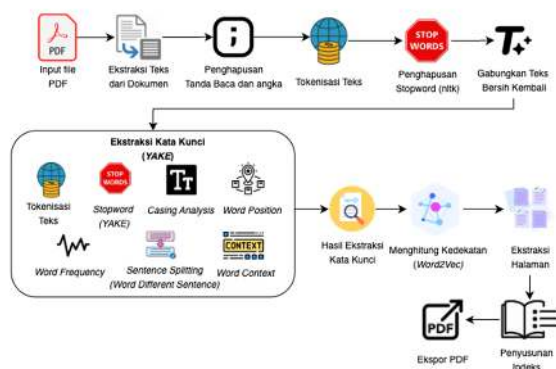 PDF
Input file
PDF
Ekstraksi Teks
dari Dokumen
Penghapusan
Tanda Baca dan angka
Tokenisasi Teks
STOP
WORDS
Penghapusan
Stopword (nltk)
Gabungkan Teks
Bersih Kembali
Ekstraksi Kata Kunci
(YAKE)
Tokenisasi
Teks
STOP
WORDS
Stopword
(YAKE)
Casing Analysis
Word Position
Word Frequency
Sentence Splitting
(Word Different Sentence)
CONTEXT
Word Context
Hasil Ekstraksi
Kata Kunci
Menghitung Kedekatan
(Word2Vec)
Ekstraksi
Halaman
Penyusunan
Indeks
PDF
Ekspor PDF